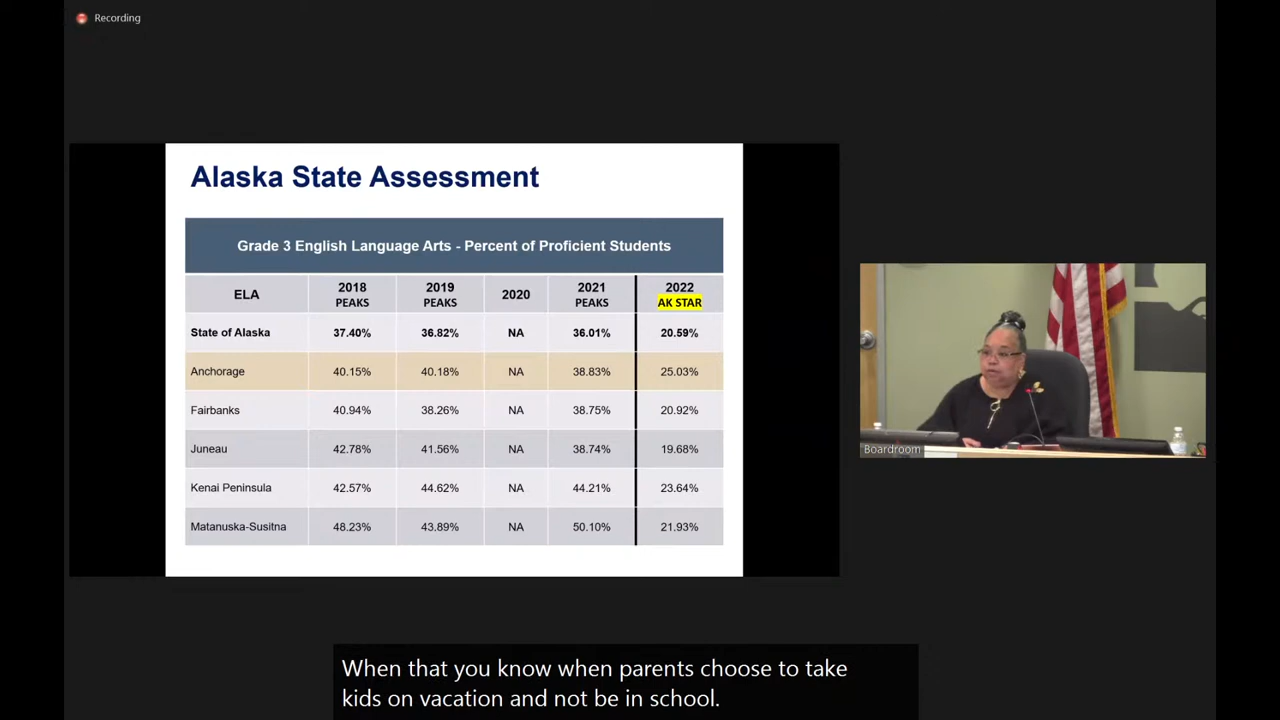 Recording
Alaska State Assessment
Grade 3 English Language Arts - Percent of Proficient Students
ELA 2018 PEAKS 2019 PEAKS 2020 2021 PEAKS 2022 AK STAR
State of Alaska 37.40% 36.82% NA 36.01% 20.59%
Anchorage 40.15% 40.18% NA 38.83% 25.03%
Fairbanks 40.94% 38.26% NA 38.75% 20.92%
Juneau 42.78% 41.56% NA 38.74% 19.68%
Kenai Peninsula 42.57% 44.62% NA 44.21% 23.64%
Matanuska-Susitna 48.23% 43.89% NA 50.10% 21.93%
Boardroom
When that you know when parents choose to take
kids on vacation and not be in school.